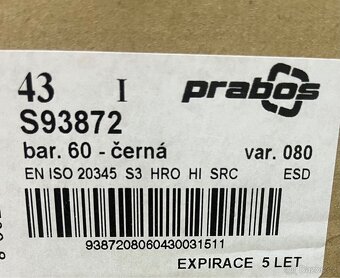 43 I prabos
S93872
bar. 60 - černá var. 080
EN ISO 20345 S3 HRO HI SRC ESD
9387208060430031511
EXPIRACE 5 LET